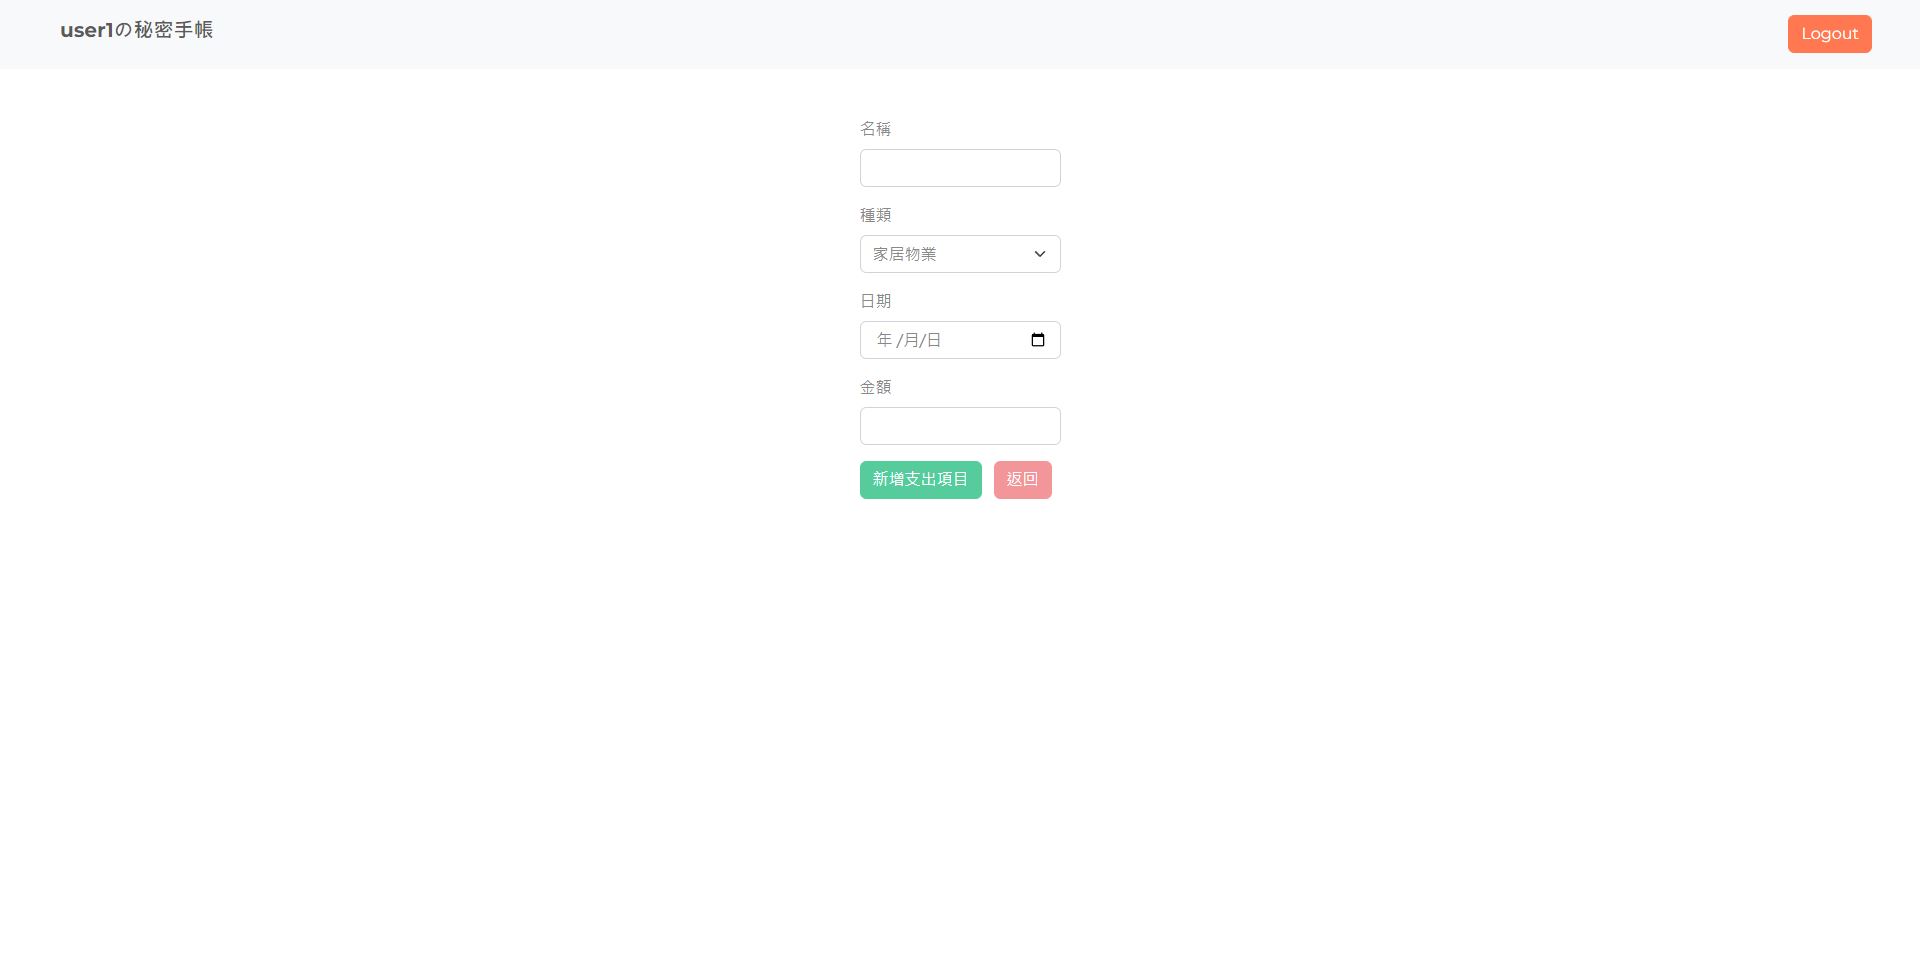 user1の秘密手帳
Logout
名稱
種類
家居物業
日期
年 /月/日
金額
新增支出項目
返回